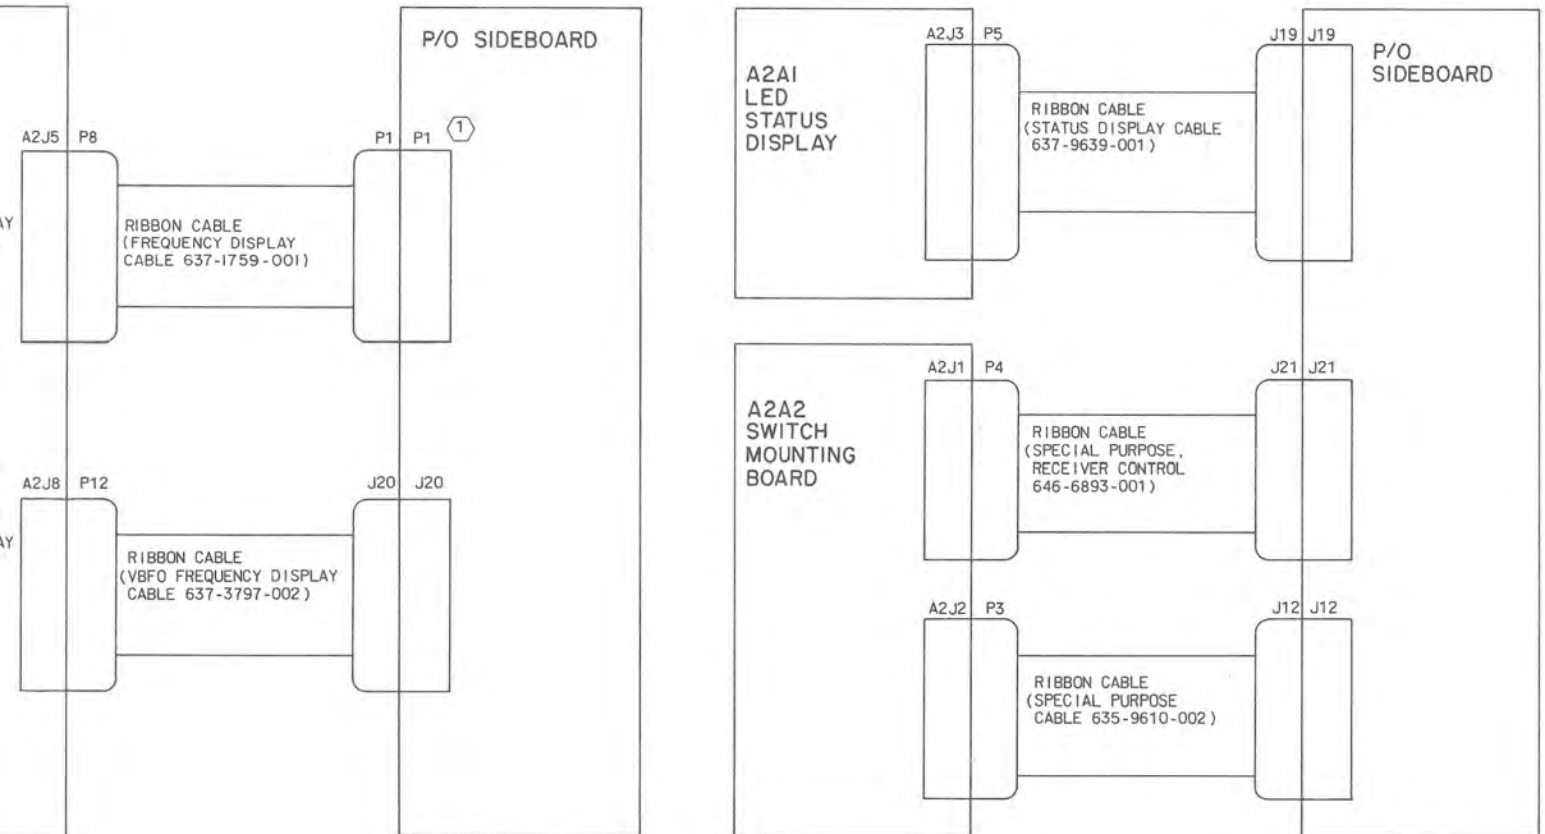 P/O SIDEBOARD
A2J5 P8
P1 P1 1
AY
RIBBON CABLE
(FREQUENCY DISPLAY
CABLE 637-1759-001)
A2J8 P12
J20 J20
AY
RIBBON CABLE
(VBFO FREQUENCY DISPLAY
CABLE 637-3797-002)
A2A1
LED
STATUS
DISPLAY
A2J3 P5
J19 J19
P/O
SIDEBOARD
RIBBON CABLE
(STATUS DISPLAY CABLE
637-9639-001)
A2A2
SWITCH
MOUNTING
BOARD
A2J1 P4
J21 J21
RIBBON CABLE
(SPECIAL PURPOSE,
RECEIVER CONTROL
646-6893-001)
A2J2 P3
J12 J12
RIBBON CABLE
(SPECIAL PURPOSE
CABLE 635-9610-002)